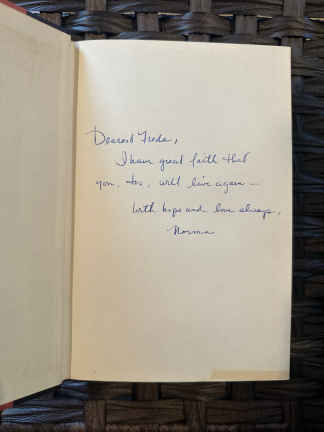 Dearest Freda,
I have great faith that
you, too, will live again —
With hope and love always,
Norma